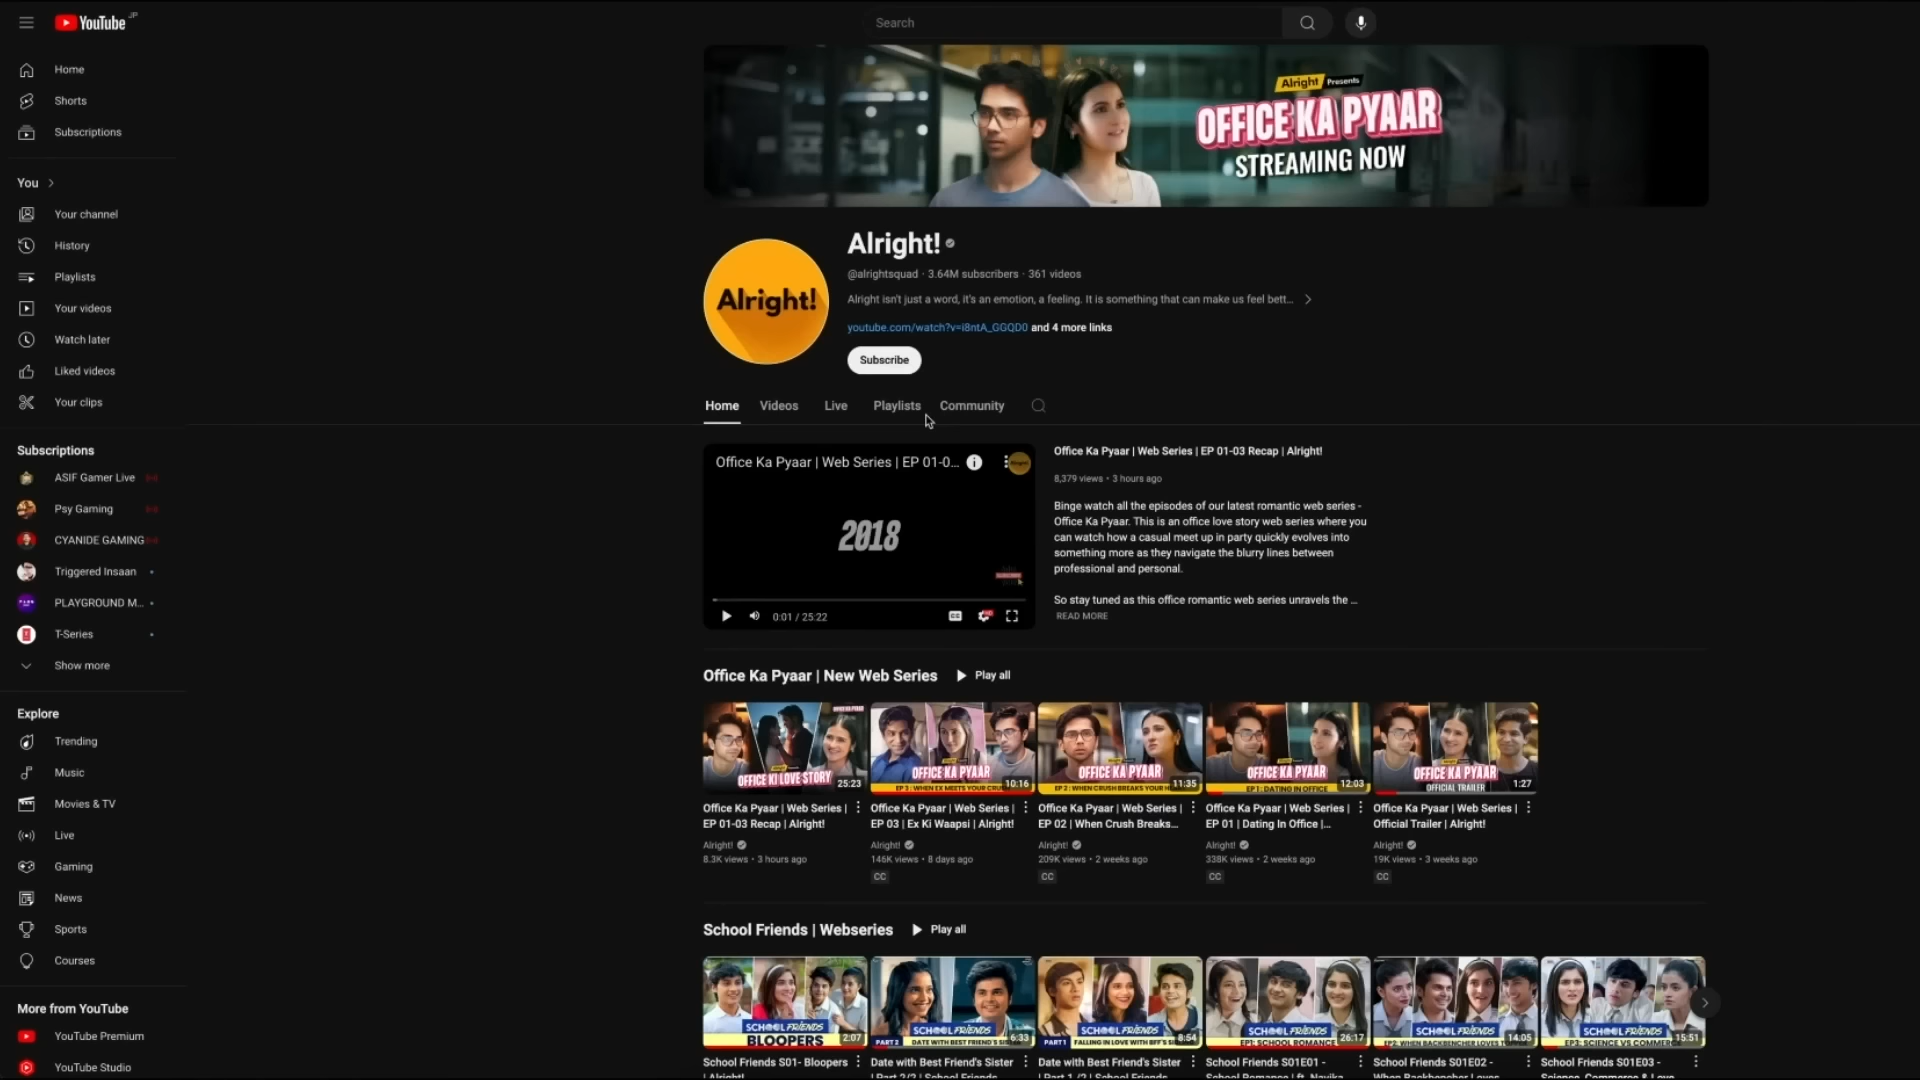 YouTube JP
Search
Home
Shorts
Subscriptions
You
Your channel
History
Playlists
Your videos
Watch later
Liked videos
Your clips
Subscriptions
ASIF Gamer Live
Psy Gaming
CYANIDE GAMING
Triggered Insaan
PLAYGROUND M...
T-Series
Show more
Explore
Trending
Music
Movies & TV
Live
Gaming
News
Sports
Courses
More from YouTube
YouTube Premium
YouTube Studio
Alright! Presents
OFFICE KA PYAAR
STREAMING NOW
Alright!
Alright!
@alrightsquad · 3.64M subscribers · 361 videos
Alright isn't just a word, it's an emotion, a feeling. It is something that can make us feel bett...
youtube.com/watch?v=i8ntA_GGQD0 and 4 more links
Subscribe
Home Videos Live Playlists Community
Office Ka Pyaar | Web Series | EP 01-0...
2018
0:01 / 25:22
Office Ka Pyaar | Web Series | EP 01-03 Recap | Alright!
8,379 views • 3 hours ago
Binge watch all the episodes of our latest romantic web series -
Office Ka Pyaar. This is an office love story web series where you
can watch how a casual meet up in party quickly evolves into
something more as they navigate the blurry lines between
professional and personal.
So stay tuned as this office romantic web series unravels the ...
READ MORE
Office Ka Pyaar | New Web Series Play all
OFFICE KI LOVE STORY
25:23
OFFICE KA PYAAR
EP 3 : WHEN EX MEETS YOUR CRUSH
10:16
OFFICE KA PYAAR
EP 2 : WHEN CRUSH BREAKS YOUR
11:35
OFFICE KA PYAAR
EP 1 : DATING IN OFFICE
12:03
OFFICE KA PYAAR
OFFICIAL TRAILER
1:27
Office Ka Pyaar | Web Series |
EP 01-03 Recap | Alright!
Alright!
8.3K views • 3 hours ago
Office Ka Pyaar | Web Series |
EP 03 | Ex Ki Waapsi | Alright!
Alright!
146K views • 8 days ago
CC
Office Ka Pyaar | Web Series |
EP 02 | When Crush Breaks...
Alright!
209K views • 2 weeks ago
CC
Office Ka Pyaar | Web Series |
EP 01 | Dating In Office |...
Alright!
338K views • 2 weeks ago
CC
Office Ka Pyaar | Web Series |
Official Trailer | Alright!
Alright!
19K views • 3 weeks ago
CC
School Friends | Webseries Play all
SCHOOL FRIENDS
BLOOPERS
2:07
SCHOOL FRIENDS
PART 2 DATE WITH BEST FRIEND'S
6:33
SCHOOL FRIENDS
PART 1 FALLING IN LOVE WITH BFF'S
8:54
SCHOOL FRIENDS
EP1: SCHOOL ROMANCE
26:17
SCHOOL FRIENDS
EP2: WHEN BACKBENCHER LOVES
14:05
SCHOOL FRIENDS
EP3: SCIENCE VS COMMERCE
15:51
School Friends S01- Bloopers
| Alright!
Date with Best Friend's Sister
| Part 2/2 | School Friends
Date with Best Friend's Sister
| Part 1 /2 | School Friends
School Friends S01E01 -
School Romance | ft. Navika
School Friends S01E02 -
When Backbencher Loves
School Friends S01E03 -
Science, Commerce & Love